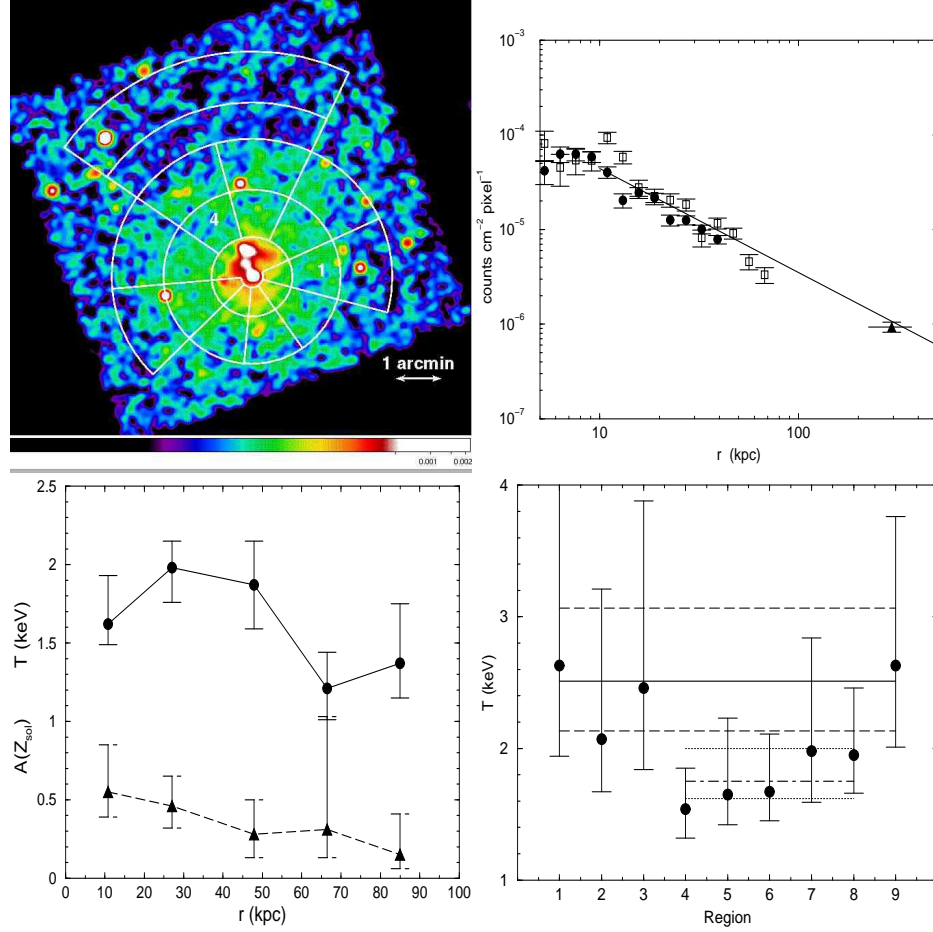 4
1
1 arcmin
0.001 0.002
10⁻³
10⁻⁴
10⁻⁵
10⁻⁶
10⁻⁷
counts cm⁻² pixel⁻¹
10 100
r (kpc)
2.5
2
1.5
1
0.5
0
T (keV)
A(Z_sol)
0 10 20 30 40 50 60 70 80 90 100
r (kpc)
4
3
2
1
T (keV)
1 2 3 4 5 6 7 8 9
Region